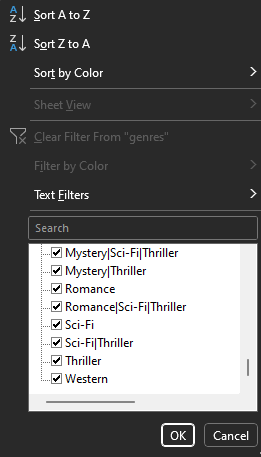 Sort A to Z
Sort Z to A
Sort by Color
Sheet View
Clear Filter From "genres"
Filter by Color
Text Filters
Search
Mystery|Sci-Fi|Thriller
Mystery|Thriller
Romance
Romance|Sci-Fi|Thriller
Sci-Fi
Sci-Fi|Thriller
Thriller
Western
OK
Cancel